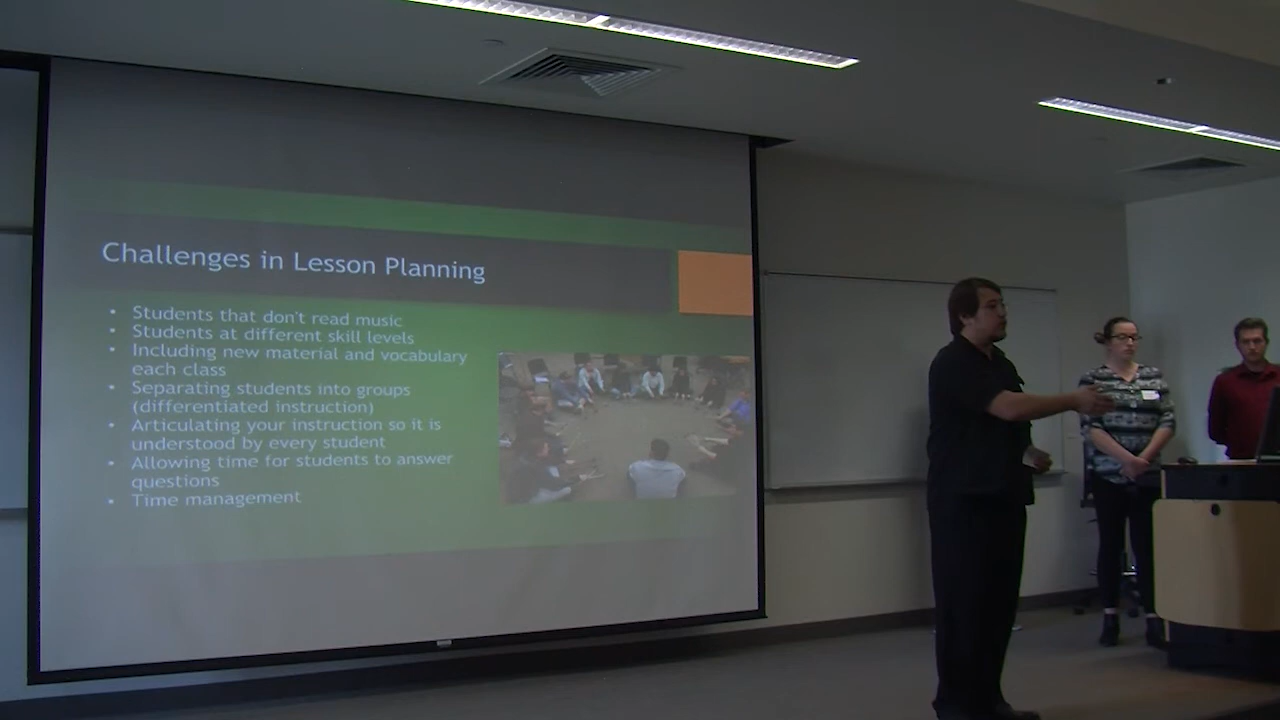 Challenges in Lesson Planning
• Students that don't read music
• Students at different skill levels
• Including new material and vocabulary
each class
• Separating students into groups
(differentiated instruction)
• Articulating your instruction so it is
understood by every student
• Allowing time for students to answer
questions
• Time management